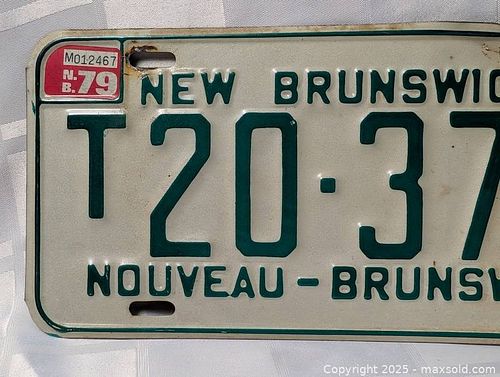 M012467
N.B. 79
NEW BRUNSWIC
T20·37
NOUVEAU-BRUNSW
Copyright © 2025 - maxsold.com